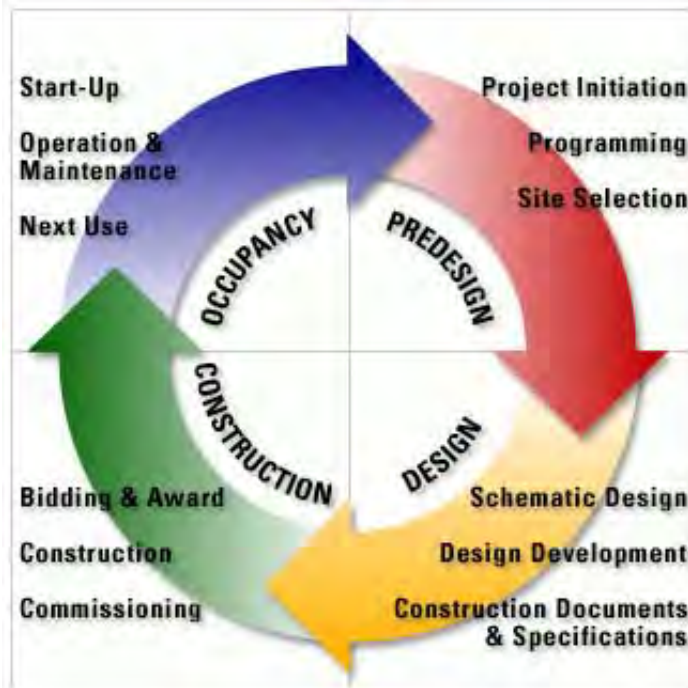 Start-Up
Operation &
Maintenance
Next Use
OCCUPANCY
Project Initiation
Programming
Site Selection
PREDESIGN
CONSTRUCTION
Bidding & Award
Construction
Commissioning
DESIGN
Schematic Design
Design Development
Construction Documents
& Specifications